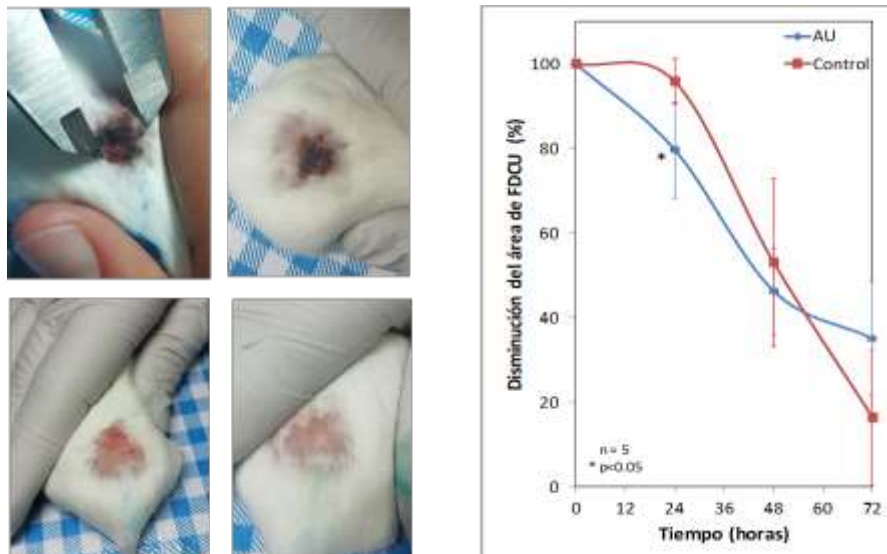 AU
Control
Disminución del área de FDCU (%)
100
80
60
40
20
0
*
n = 5
* p<0.05
0 12 24 36 48 60 72
Tiempo (horas)